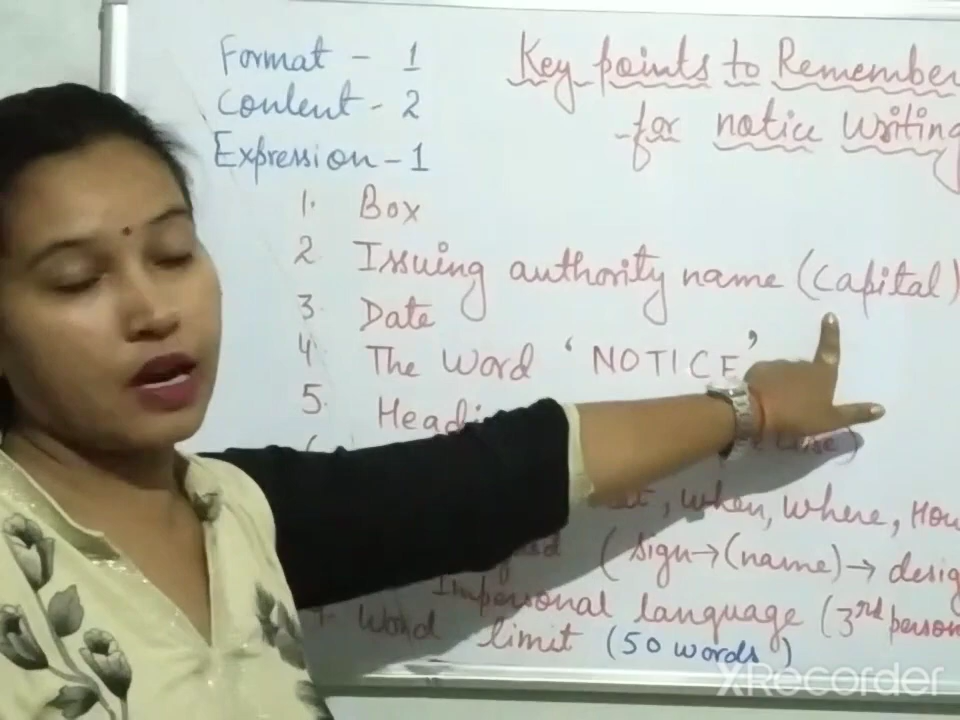 Format - 1
Content - 2
Expression - 1
Key points to Remember
for notice writing
1. Box
2 Issuing authority name (Capital)
3. Date
4 The Word 'NOTICE'
5.
, When, Where, How
(sign→(name)→
Impersonal language (3rd person
Word limit (50 words)
XRecorder